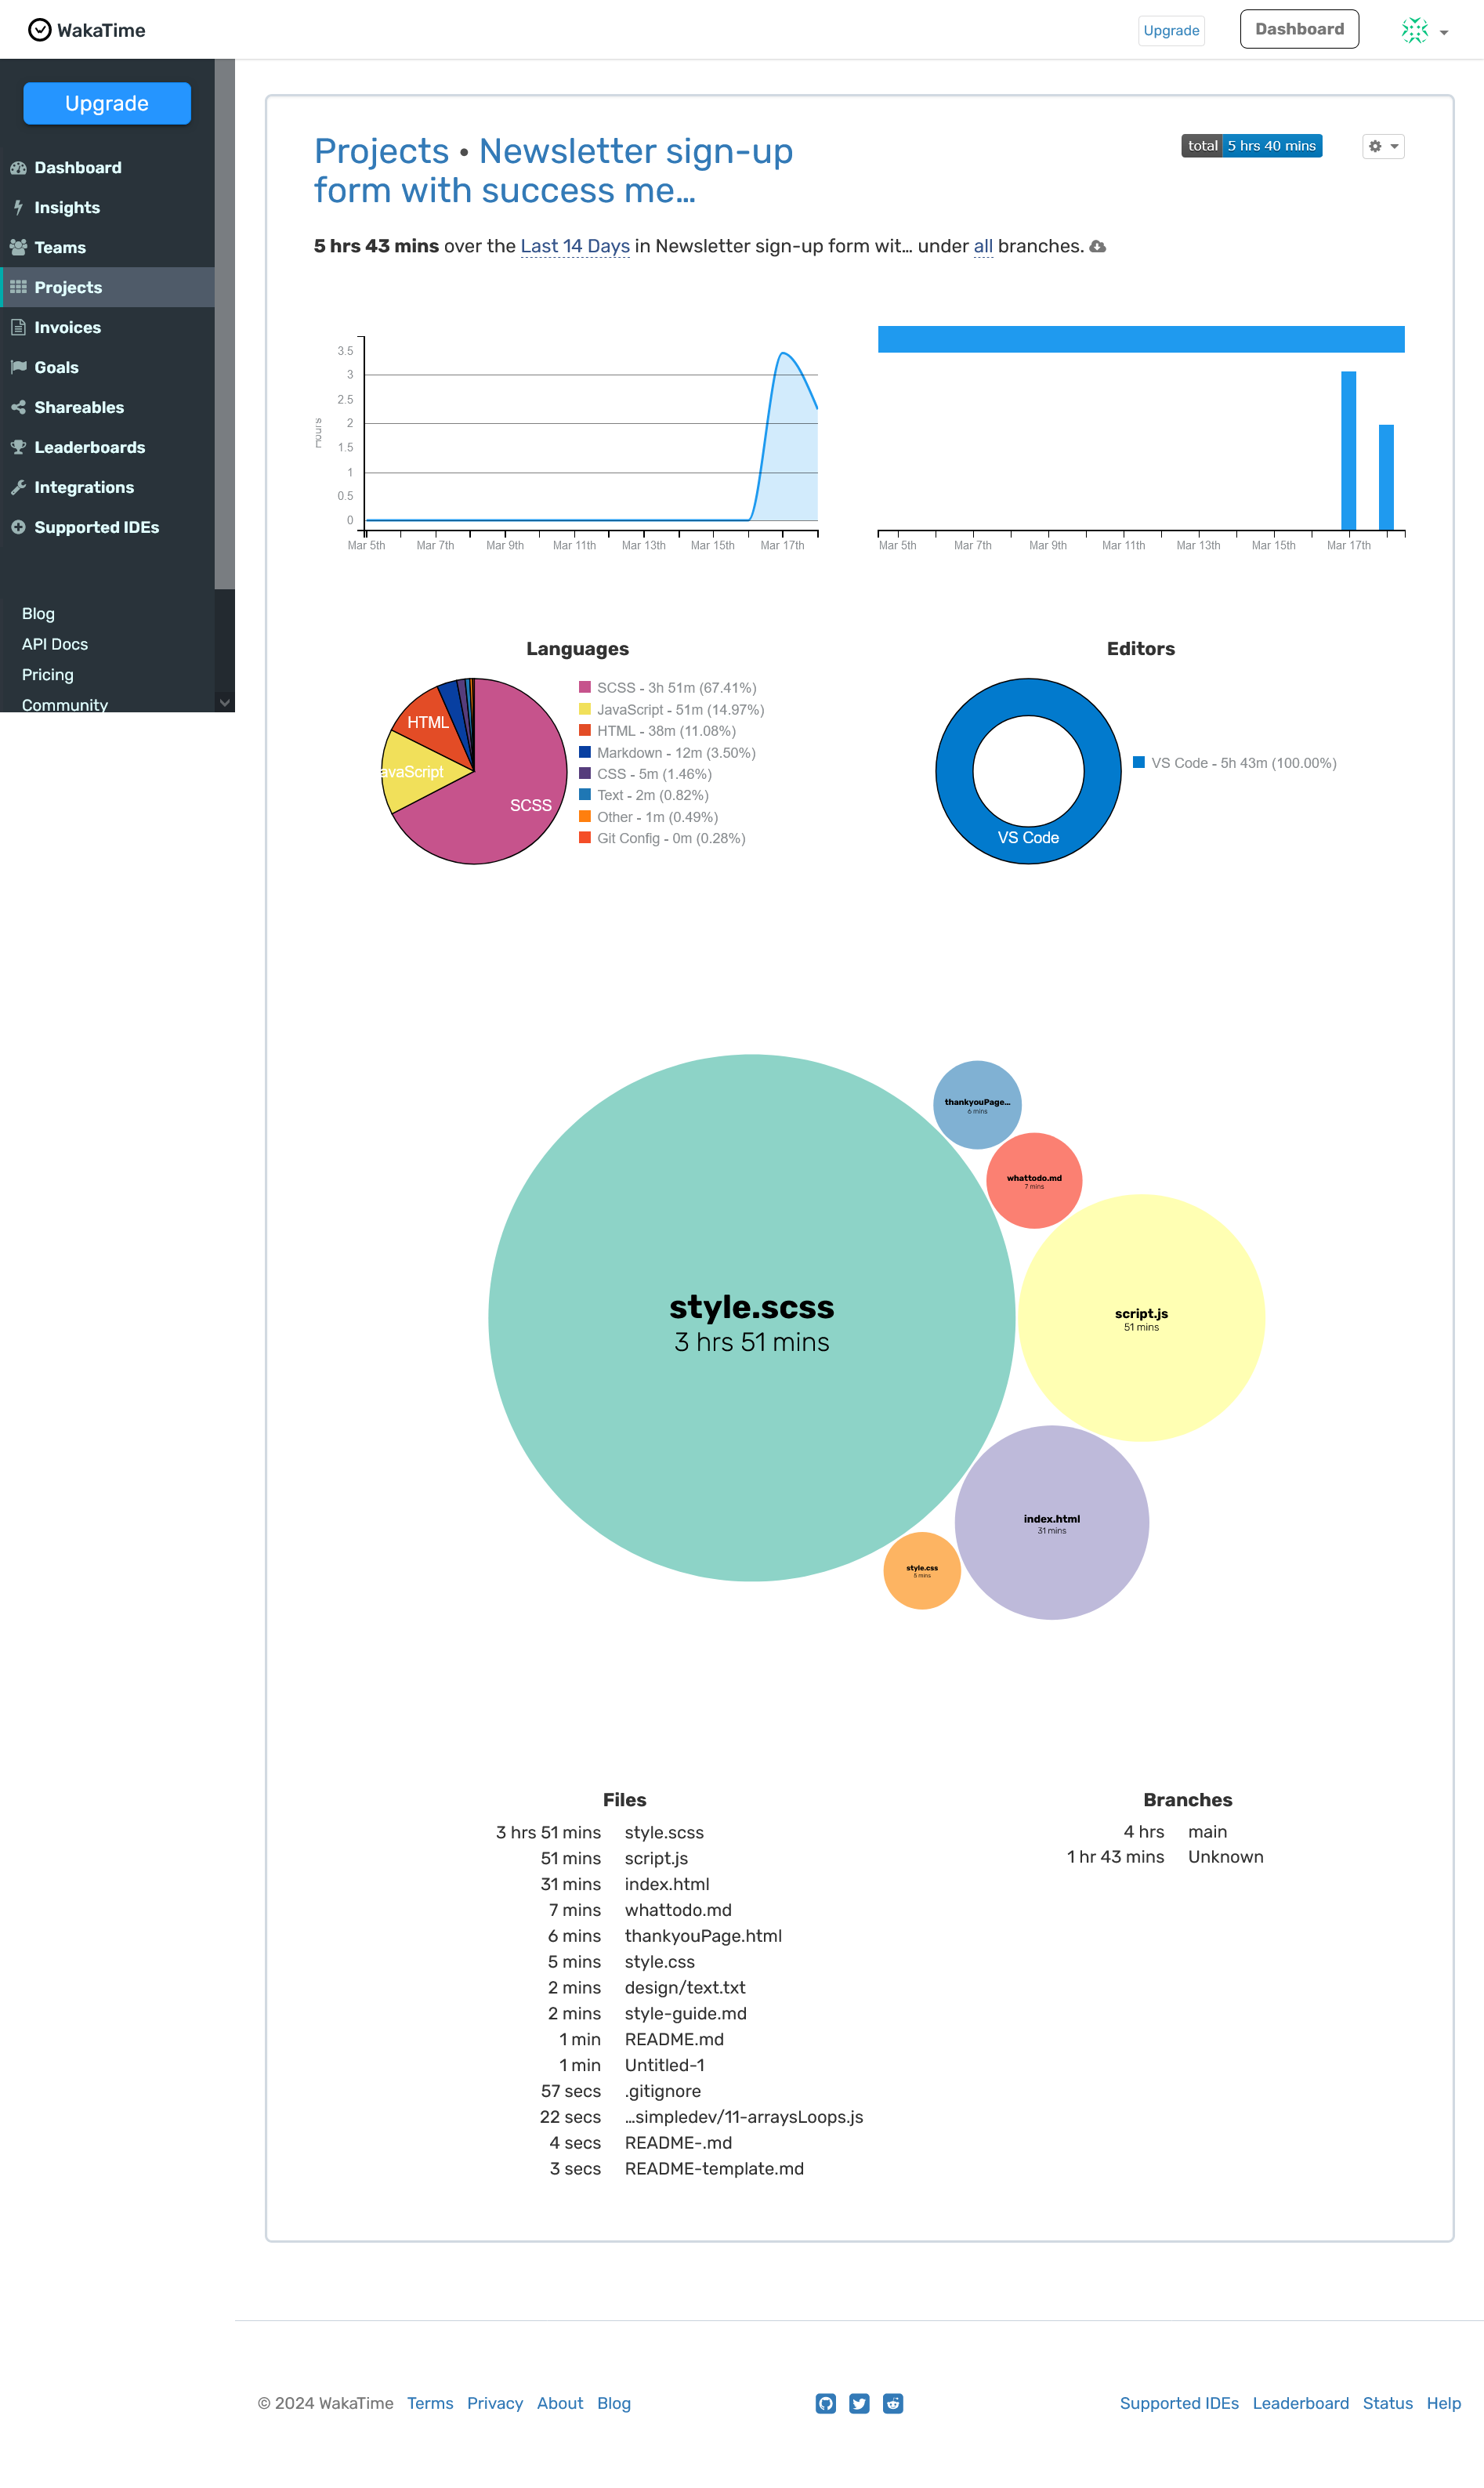 WakaTime
Upgrade
Dashboard
Upgrade
Dashboard
Insights
Teams
Projects
Invoices
Goals
Shareables
Leaderboards
Integrations
Supported IDEs
Blog
API Docs
Pricing
Community
Projects • Newsletter sign-up
form with success me...
total 5 hrs 40 mins
5 hrs 43 mins over the Last 14 Days in Newsletter sign-up form wit... under all branches.
Hours
3.5
3
2.5
2
1.5
1
0.5
0
Mar 5th Mar 7th Mar 9th Mar 11th Mar 13th Mar 15th Mar 17th
Mar 5th Mar 7th Mar 9th Mar 11th Mar 13th Mar 15th Mar 17th
Languages
HTML
avaScript
SCSS
SCSS - 3h 51m (67.41%)
JavaScript - 51m (14.97%)
HTML - 38m (11.08%)
Markdown - 12m (3.50%)
CSS - 5m (1.46%)
Text - 2m (0.82%)
Other - 1m (0.49%)
Git Config - 0m (0.28%)
Editors
VS Code
VS Code - 5h 43m (100.00%)
thankyouPage...
6 mins
whattodo.md
7 mins
style.scss
3 hrs 51 mins
script.js
51 mins
index.html
31 mins
style.css
5 mins
Files
3 hrs 51 mins style.scss
51 mins script.js
31 mins index.html
7 mins whattodo.md
6 mins thankyouPage.html
5 mins style.css
2 mins design/text.txt
2 mins style-guide.md
1 min README.md
1 min Untitled-1
57 secs .gitignore
22 secs ...simpledev/11-arraysLoops.js
4 secs README-.md
3 secs README-template.md
Branches
4 hrs main
1 hr 43 mins Unknown
© 2024 WakaTime Terms Privacy About Blog
Supported IDEs Leaderboard Status Help